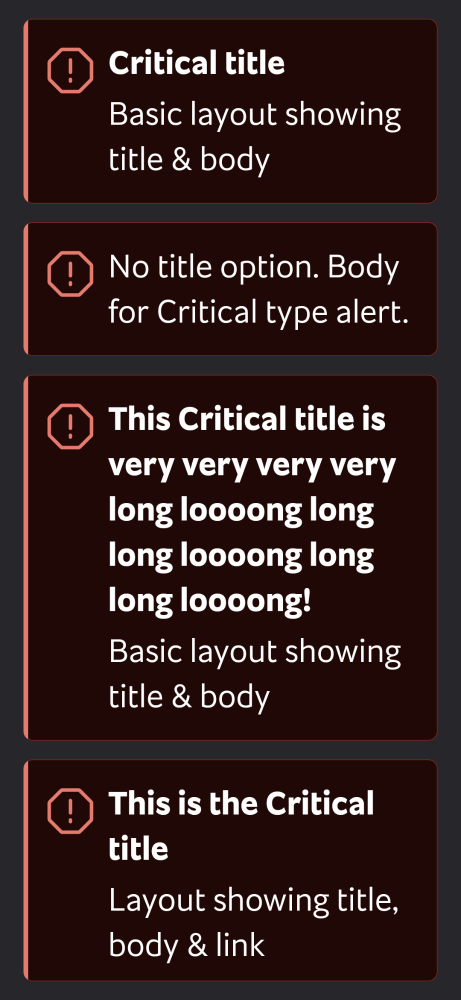 Critical title
Basic layout showing
title & body
No title option. Body
for Critical type alert.
This Critical title is
very very very very
long loooong long
long loooong long
long loooong!
Basic layout showing
title & body
This is the Critical
title
Layout showing title,
body & link